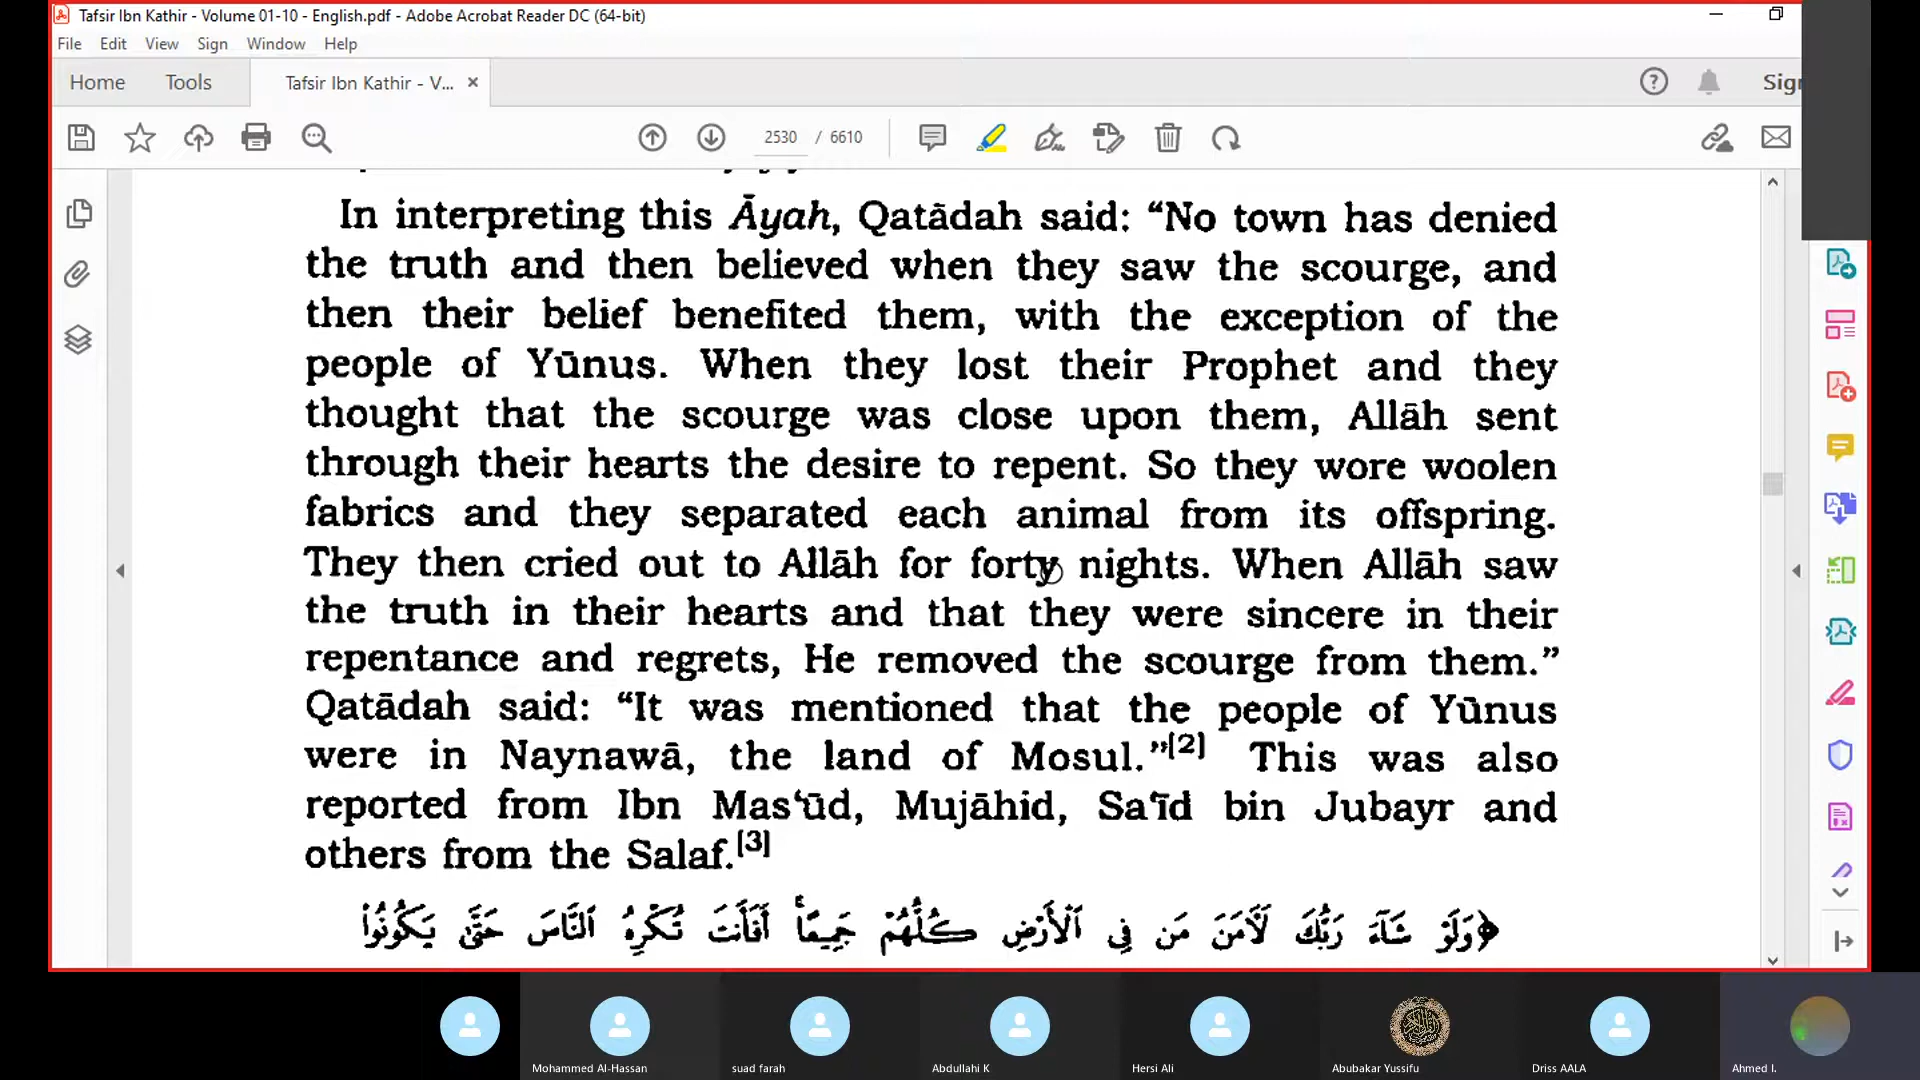 Tafsir Ibn Kathir - Volume 01-10 - English.pdf - Adobe Acrobat Reader DC (64-bit)
File Edit View Sign Window Help
Home Tools Tafsir Ibn Kathir - V... Sign
2530 / 6610
In interpreting this Āyah, Qatādah said: “No town has denied
the truth and then believed when they saw the scourge, and
then their belief benefited them, with the exception of the
people of Yūnus. When they lost their Prophet and they
thought that the scourge was close upon them, Allāh sent
through their hearts the desire to repent. So they wore woolen
fabrics and they separated each animal from its offspring.
They then cried out to Allāh for forty nights. When Allāh saw
the truth in their hearts and that they were sincere in their
repentance and regrets, He removed the scourge from them.”
Qatādah said: “It was mentioned that the people of Yūnus
were in Naynawā, the land of Mosul.”[2] This was also
reported from Ibn Mas‘ūd, Mujāhid, Sa‘īd bin Jubayr and
others from the Salaf.[3]
﴿وَلَوْ شَآءَ رَبُّكَ لَآمَنَ مَن فِي ٱلْأَرْضِ كُلُّهُمْ جَمِيعًا أَفَأَنتَ تُكْرِهُ ٱلنَّاسَ حَتَّىٰ يَكُونُوا۟
Mohammed Al-Hassan suad farah Abdullahi K Hersi Ali Abubakar Yussifu Driss AALA Ahmed I.